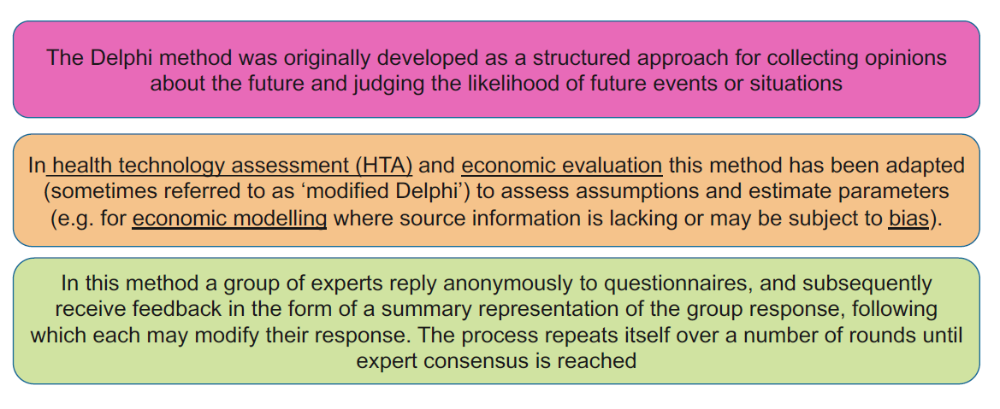 The Delphi method was originally developed as a structured approach for collecting opinions
about the future and judging the likelihood of future events or situations
In health technology assessment (HTA) and economic evaluation this method has been adapted
(sometimes referred to as ‘modified Delphi’) to assess assumptions and estimate parameters
(e.g. for economic modelling where source information is lacking or may be subject to bias).
In this method a group of experts reply anonymously to questionnaires, and subsequently
receive feedback in the form of a summary representation of the group response, following
which each may modify their response. The process repeats itself over a number of rounds until
expert consensus is reached